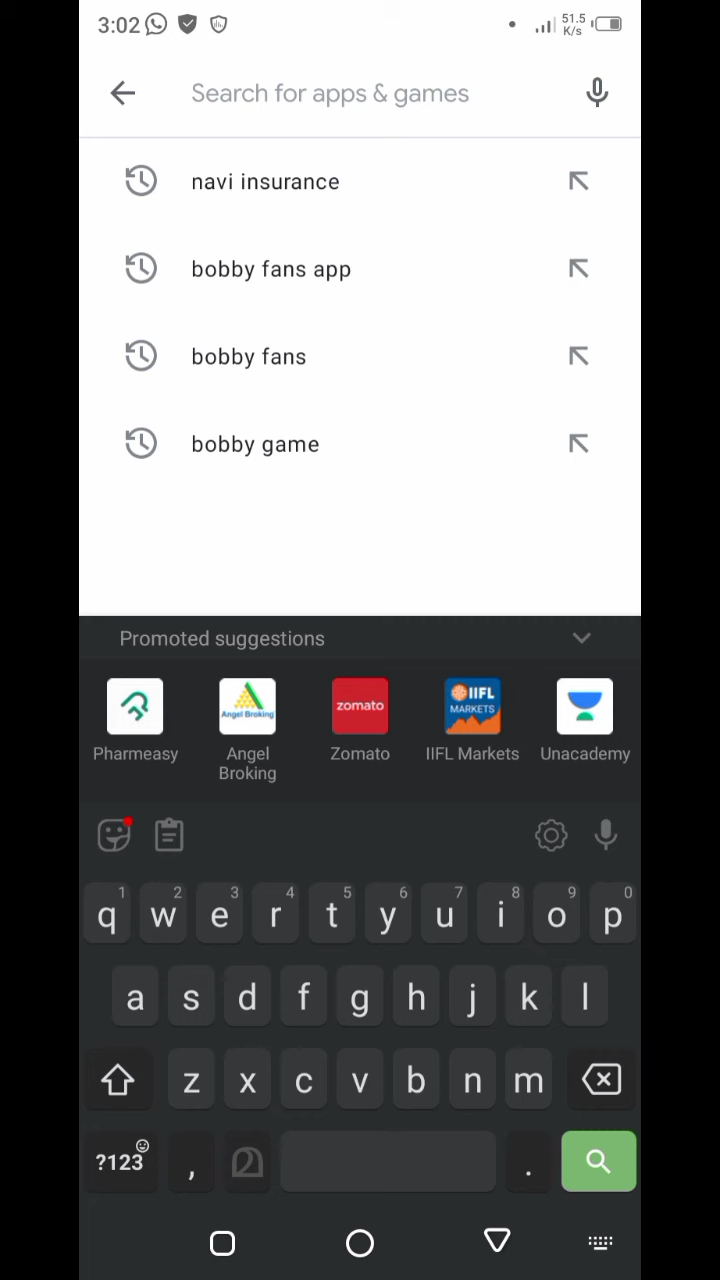 3:02 51.5 K/s
Search for apps & games
navi insurance
bobby fans app
bobby fans
bobby game
Promoted suggestions
Angel Broking zomato IIFL MARKETS
Pharmeasy Angel Broking Zomato IIFL Markets Unacademy
1 2 3 4 5 6 7 8 9 0
q w e r t y u i o p
a s d f g h j k l
z x c v b n m
?123 , മ .